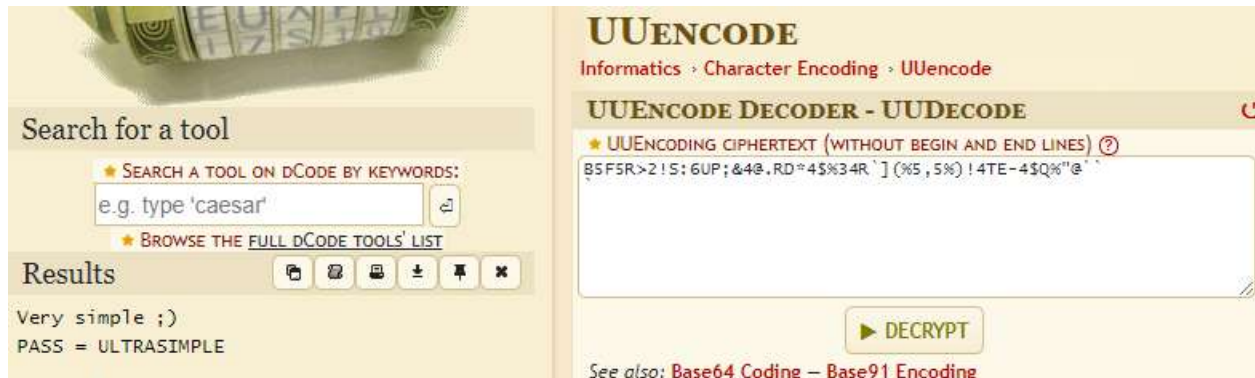 Search for a tool
★ SEARCH A TOOL ON DCODE BY KEYWORDS:
e.g. type 'caesar'
★ BROWSE THE FULL DCODE TOOLS' LIST
Results
Very simple ;)
PASS = ULTRASIMPLE
UUENCODE
Informatics › Character Encoding › UUencode
UUENCODE DECODER - UUDECODE
★ UUENCODING CIPHERTEXT (WITHOUT BEGIN AND END LINES) ?
B5F5R>2!S:6UP;&4@.RD*4$%34R`](%5,5%)!4TE-4$Q%"@``
`
▶ DECRYPT
See also: Base64 Coding – Base91 Encoding